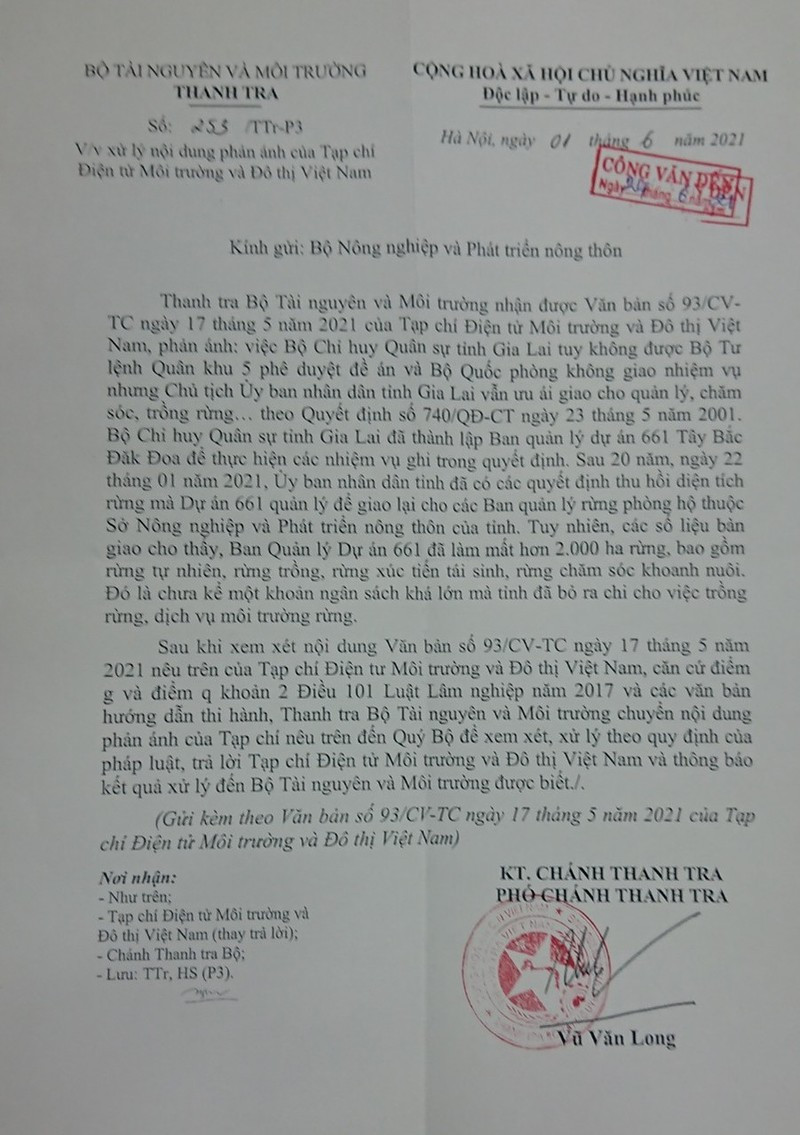 BỘ TÀI NGUYÊN VÀ MÔI TRƯỜNG
THANH TRA
Số: 253 /TTr-P3
V/v xử lý nội dung phản ánh của Tạp chí
Điện tử Môi trường và Đô thị Việt Nam
CỘNG HOÀ XÃ HỘI CHỦ NGHĨA VIỆT NAM
Độc lập - Tự do - Hạnh phúc
Hà Nội, ngày 01 tháng 6 năm 2021
CÔNG VĂN ĐẾN
Ngày tháng 6 năm
Kính gửi: Bộ Nông nghiệp và Phát triển nông thôn
Thanh tra Bộ Tài nguyên và Môi trường nhận được Văn bản số 93/CV-
TC ngày 17 tháng 5 năm 2021 của Tạp chí Điện tử Môi trường và Đô thị Việt
Nam, phản ánh: việc Bộ Chỉ huy Quân sự tỉnh Gia Lai tuy không được Bộ Tư
lệnh Quân khu 5 phê duyệt đề án và Bộ Quốc phòng không giao nhiệm vụ
nhưng Chủ tịch Ủy ban nhân dân tỉnh Gia Lai vẫn ưu ái giao cho quản lý, chăm
sóc, trồng rừng… theo Quyết định số 740/QĐ-CT ngày 23 tháng 5 năm 2001.
Bộ Chỉ huy Quân sự tỉnh Gia Lai đã thành lập Ban quản lý dự án 661 Tây Bắc
Đăk Đoa để thực hiện các nhiệm vụ ghi trong quyết định. Sau 20 năm, ngày 22
tháng 01 năm 2021, Ủy ban nhân dân tỉnh đã có các quyết định thu hồi diện tích
rừng mà Dự án 661 quản lý để giao lại cho các Ban quản lý rừng phòng hộ thuộc
Sở Nông nghiệp và Phát triển nông thôn của tỉnh. Tuy nhiên, các số liệu bàn
giao cho thấy, Ban Quản lý Dự án 661 đã làm mất hơn 2.000 ha rừng, bao gồm
rừng tự nhiên, rừng trồng, rừng xúc tiến tái sinh, rừng chăm sóc khoanh nuôi.
Đó là chưa kể một khoản ngân sách khá lớn mà tỉnh đã bỏ ra chi cho việc trồng
rừng, dịch vụ môi trường rừng.
Sau khi xem xét nội dung Văn bản số 93/CV-TC ngày 17 tháng 5 năm
2021 nêu trên của Tạp chí Điện tư Môi trường và Đô thị Việt Nam, căn cứ điểm
g và điểm q khoản 2 Điều 101 Luật Lâm nghiệp năm 2017 và các văn bản
hướng dẫn thi hành, Thanh tra Bộ Tài nguyên và Môi trường chuyển nội dung
phản ánh của Tạp chí nêu trên đến Quý Bộ để xem xét, xử lý theo quy định của
pháp luật, trả lời Tạp chí Điện tử Môi trường và Đô thị Việt Nam và thông báo
kết quả xử lý đến Bộ Tài nguyên và Môi trường được biết./.
(Gửi kèm theo Văn bản số 93/CV-TC ngày 17 tháng 5 năm 2021 của Tạp
chí Điện tử Môi trường và Đô thị Việt Nam)
Nơi nhận:
- Như trên;
- Tạp chí Điện tử Môi trường và
Đô thị Việt Nam (thay trả lời);
- Chánh Thanh tra Bộ;
- Lưu: TTr, HS (P3).
KT. CHÁNH THANH TRA
PHÓ CHÁNH THANH TRA
Vũ Văn Long